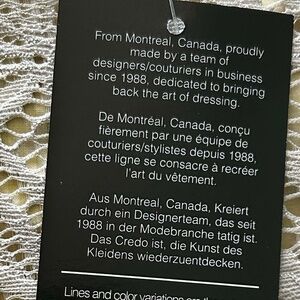 From Montreal, Canada, proudly
made by a team of
designers/couturiers in business
since 1988, dedicated to bringing
back the art of dressing.
De Montréal, Canada, conçu
fièrement par une équipe de
couturiers/stylistes depuis 1988,
cette ligne se consacre à recréer
l'art du vêtement.
Aus Montreal, Canada, Kreiert
durch ein Designerteam, das seit
1988 in der Modebranche tatig ist.
Das Credo ist, die Kunst des
Kleidens wiederzuentdecken.
Lines and color variations are